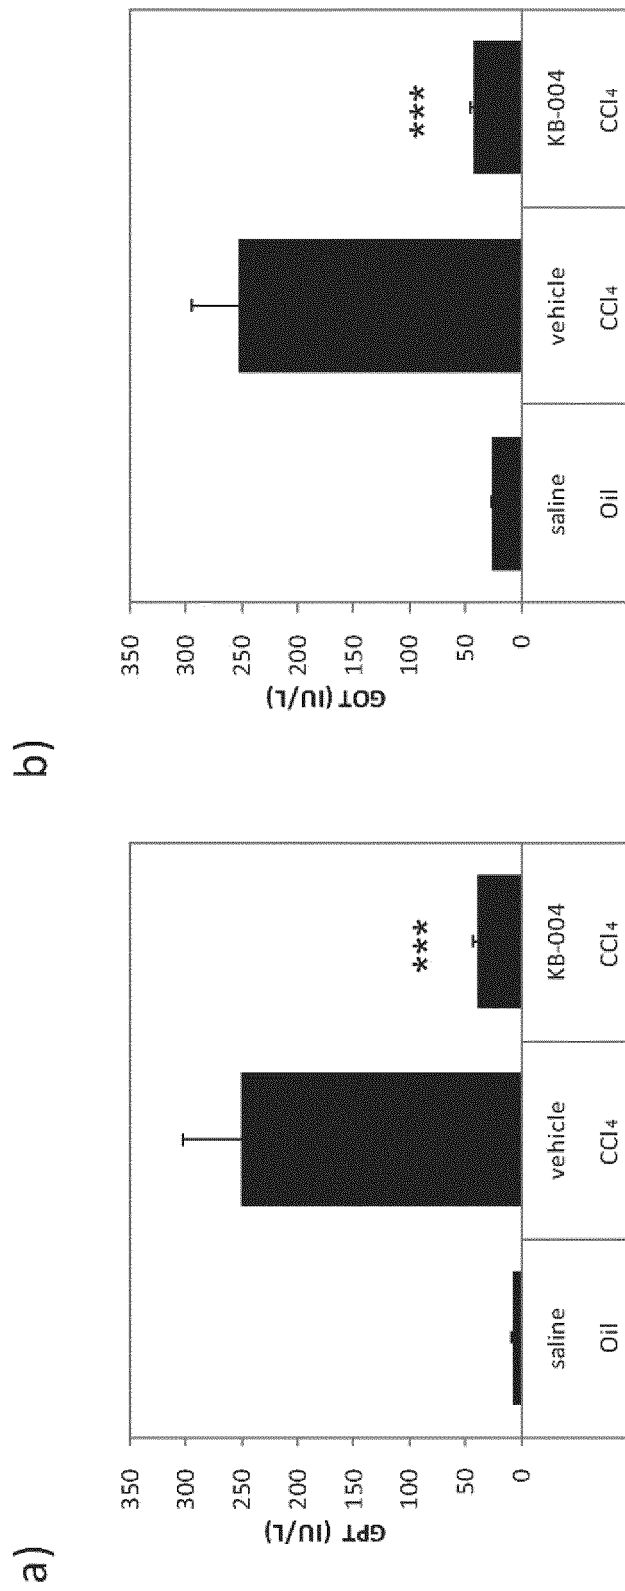 a)
GPT (IU/L)
350
300
250
200
150
100
50
0
***
saline vehicle KB-004
Oil CCl₄ CCl₄
b)
GOT (IU/L)
350
300
250
200
150
100
50
0
***
saline vehicle KB-004
Oil CCl₄ CCl₄